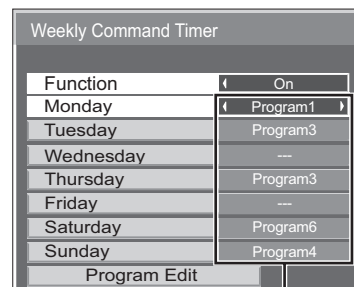 Weekly Command Timer
Function On
Monday Program1
Tuesday Program3
Wednesday ---
Thursday Program3
Friday ---
Saturday Program6
Sunday Program4
Program Edit